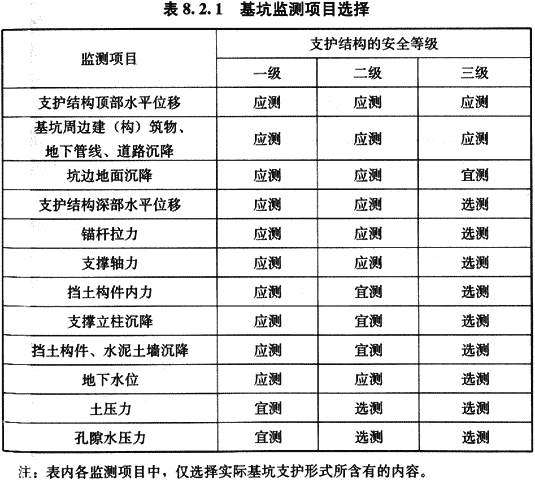 表8.2.1 基坑监测项目选择
监测项目 支护结构的安全等级
一级 二级 三级
支护结构顶部水平位移 应测 应测 应测
基坑周边建（构）筑物、
地下管线、道路沉降 应测 应测 应测
坑边地面沉降 应测 应测 宜测
支护结构深部水平位移 应测 应测 选测
锚杆拉力 应测 应测 选测
支撑轴力 应测 应测 选测
挡土构件内力 应测 宜测 选测
支撑立柱沉降 应测 宜测 选测
挡土构件、水泥土墙沉降 应测 宜测 选测
地下水位 应测 应测 选测
土压力 宜测 选测 选测
孔隙水压力 宜测 选测 选测
注：表内各监测项目中，仅选择实际基坑支护形式所含有的内容。